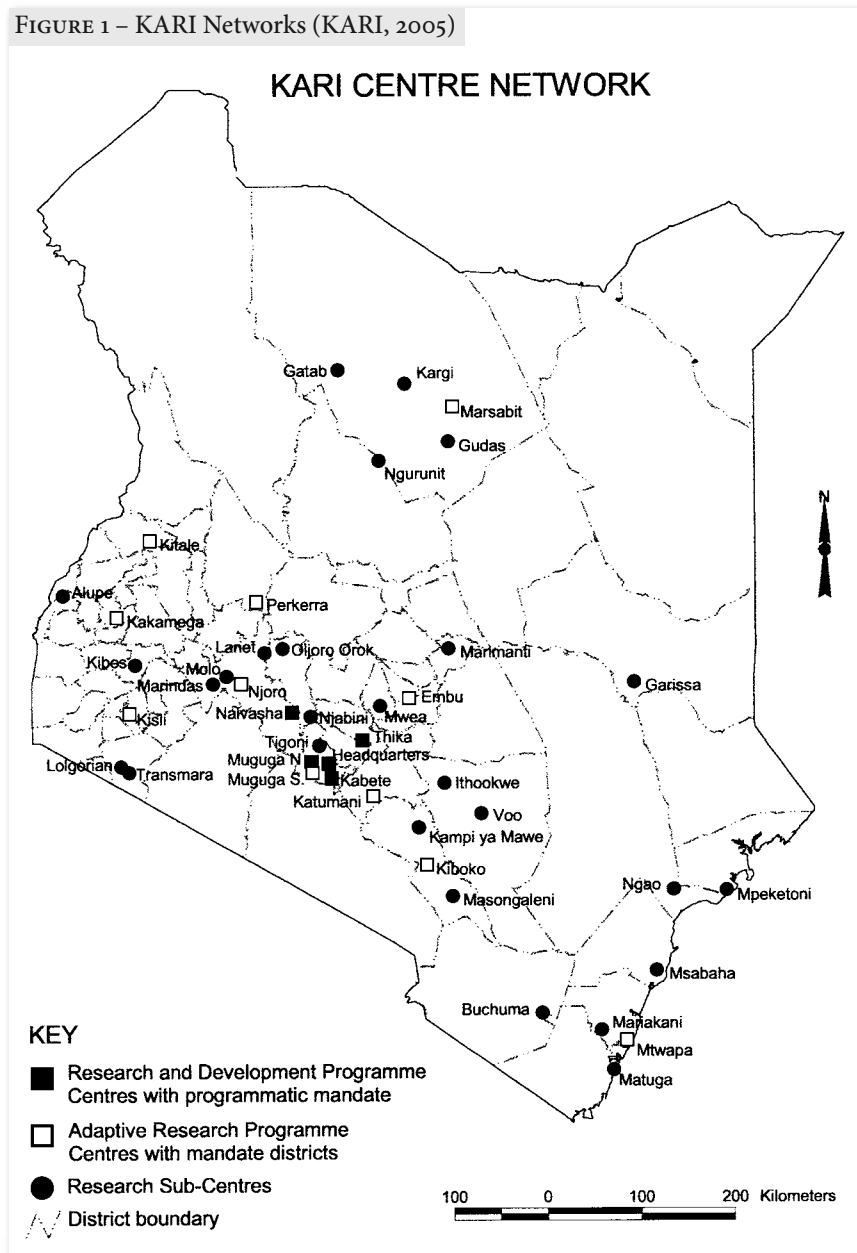 FIGURE 1 – KARI Networks (KARI, 2005)
KARI CENTRE NETWORK
Gatab
Kargi
Marsabit
Gudas
Ngurunit
N
Kitale
Alupe
Kakamega
Perkerra
Lanet
Oljoro Orok
Marimanti
Kibos
Molo
Marindas
Njoro
Garissa
Embu
Kisii
Naivasha
Njabini
Mwea
Thika
Tigoni
Headquarters
Muguga N
Lolgorian
Transmara
Muguga S.
Kabete
Ithookwe
Katumani
Voo
Kampi ya Mawe
Kiboko
Masongaleni
Ngao
Mpeketoni
Msabaha
Buchuma
Mariakani
Mtwapa
Matuga
KEY
Research and Development Programme
Centres with programmatic mandate
Adaptive Research Programme
Centres with mandate districts
Research Sub-Centres
District boundary
100 0 100 200 Kilometers